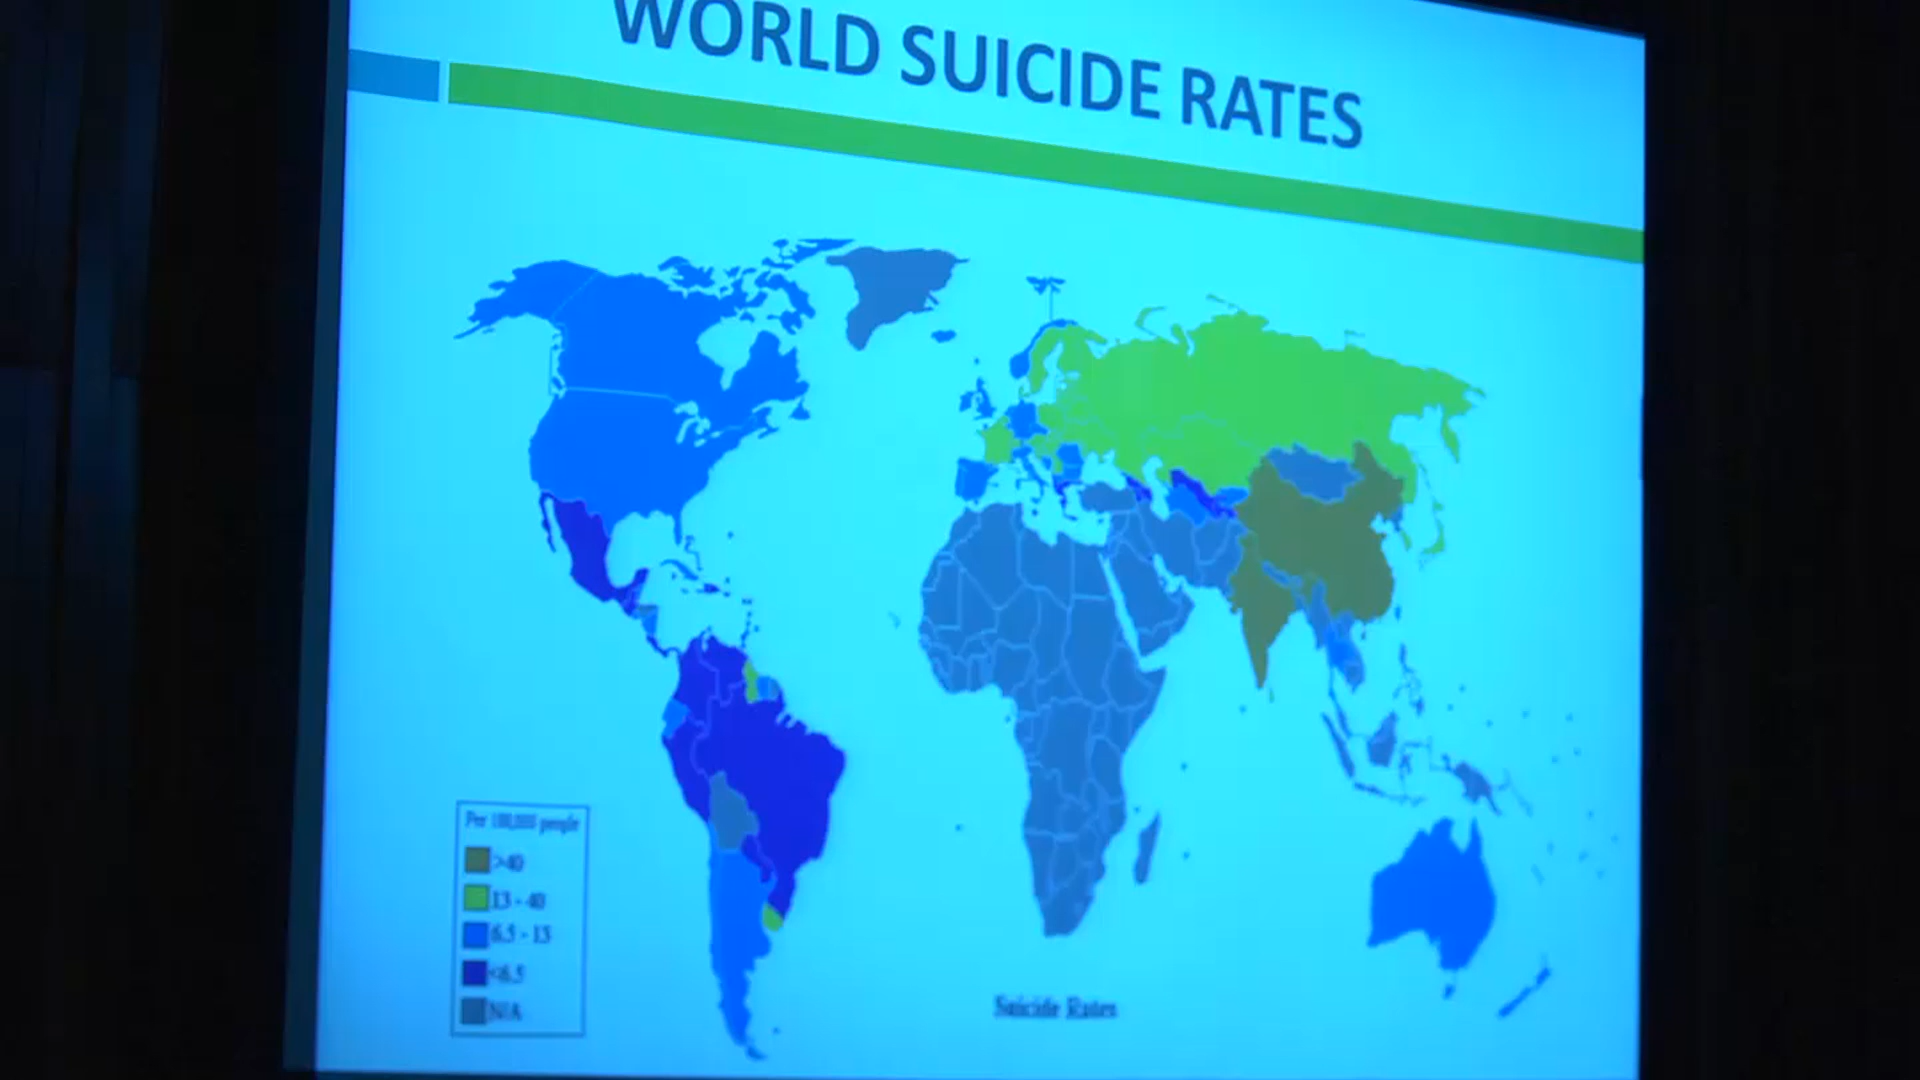 WORLD SUICIDE RATES
Per 100,000 people
>40
13 - 40
6.5 - 13
<6.5
N/A
Suicide Rates